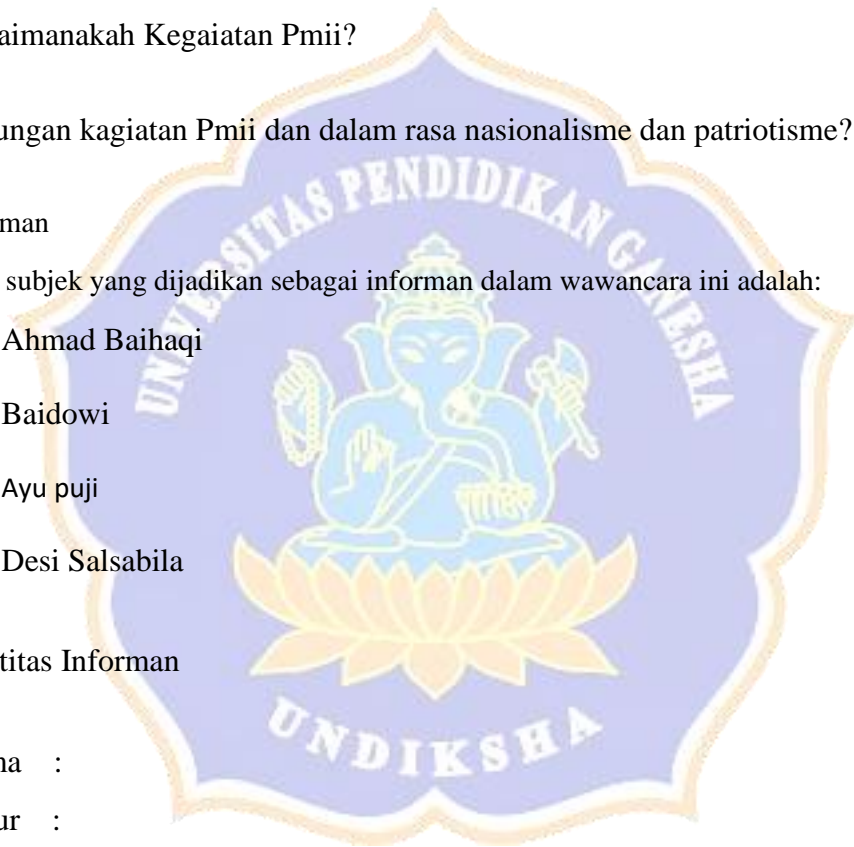 aimanakah Kegaiatan Pmii?
ungan kagiatan Pmii dan dalam rasa nasionalisme dan patriotisme?
UNIVERSITAS PENDIDIKAN GANESHA
man
subjek yang dijadikan sebagai informan dalam wawancara ini adalah:
Ahmad Baihaqi
Baidowi
Ayu puji
Desi Salsabila
titas Informan
UNDIKSHA
na :
ur :